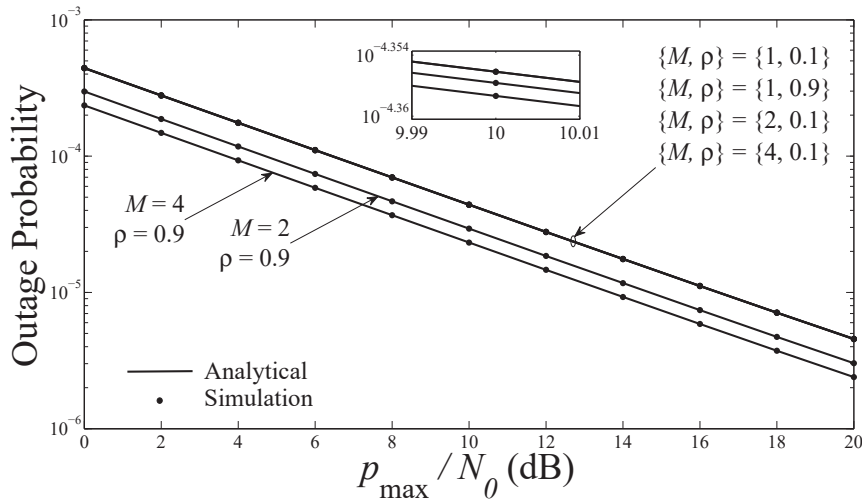 10⁻³
10⁻⁴
10⁻⁵
10⁻⁶
Outage Probability
10⁻⁴·³⁵⁴
10⁻⁴·³⁶
9.99 10 10.01
{M, ρ} = {1, 0.1}
{M, ρ} = {1, 0.9}
{M, ρ} = {2, 0.1}
{M, ρ} = {4, 0.1}
M = 4
ρ = 0.9
M = 2
ρ = 0.9
Analytical
Simulation
0 2 4 6 8 10 12 14 16 18 20
p_max / N_0 (dB)